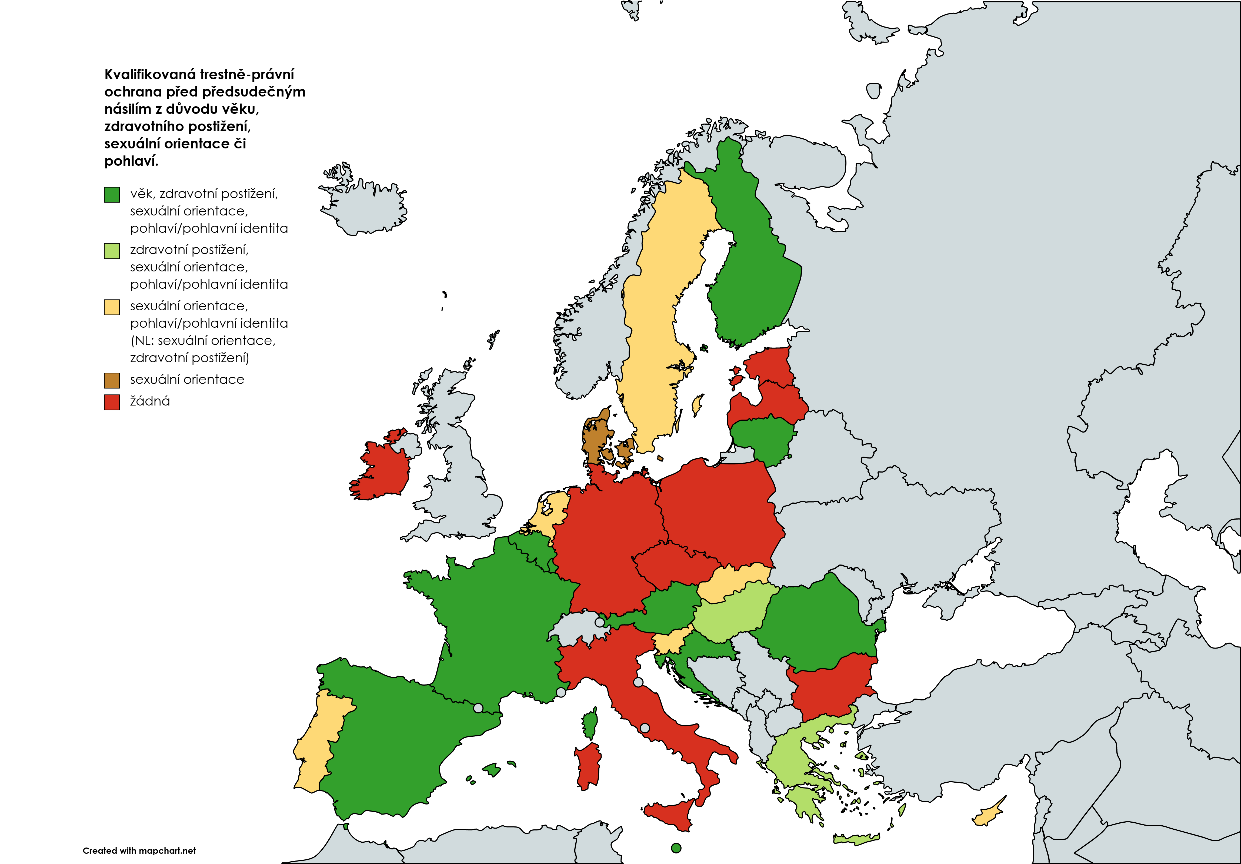 Kvalifikovaná trestně-právní
ochrana před předsudečným
násilím z důvodu věku,
zdravotního postižení,
sexuální orientace či
pohlaví.
věk, zdravotní postižení,
sexuální orientace,
pohlaví/pohlavní identita
zdravotní postižení,
sexuální orientace,
pohlaví/pohlavní identita
sexuální orientace,
pohlaví/pohlavní identita
(NL: sexuální orientace,
zdravotní postižení)
sexuální orientace
žádná
Created with mapchart.net